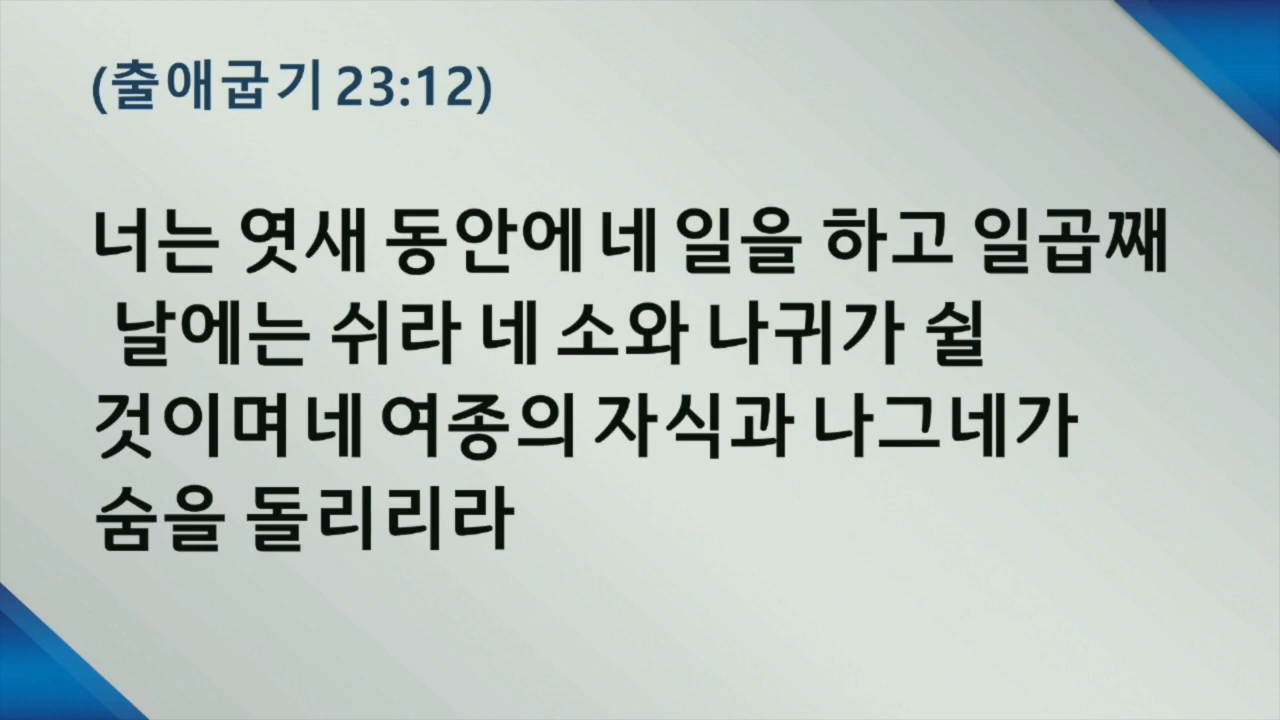 (출애굽기 23:12)
너는 엿새 동안에 네 일을 하고 일곱째
날에는 쉬라 네 소와 나귀가 쉴
것이며 네 여종의 자식과 나그네가
숨을 돌리리라